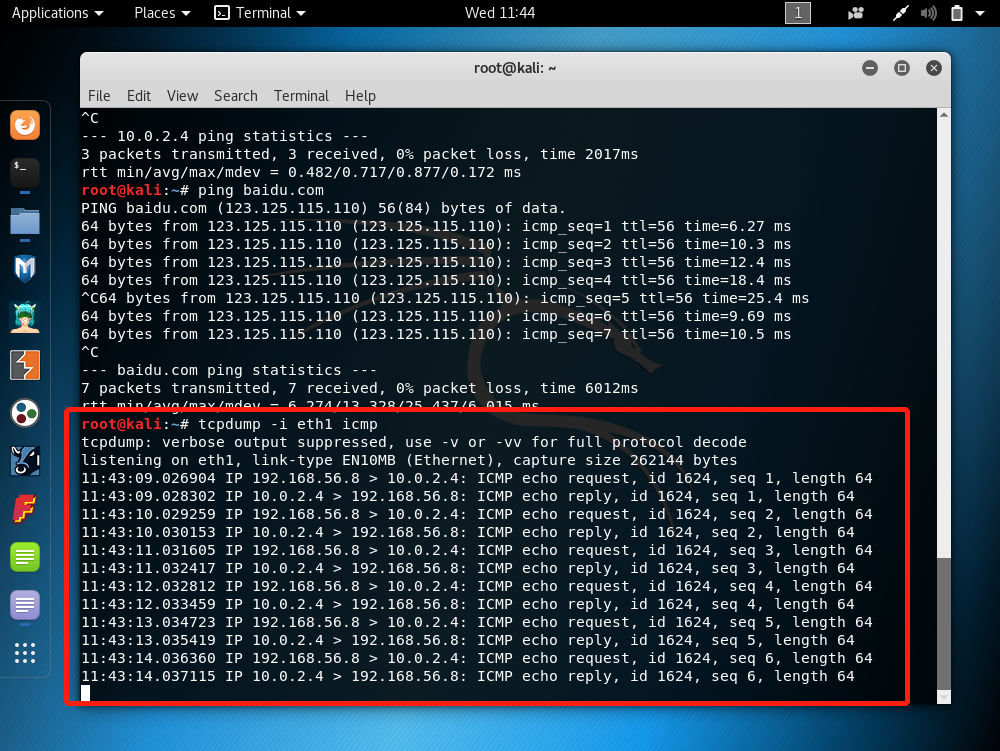 Applications Places Terminal Wed 11:44 1
root@kali: ~
File Edit View Search Terminal Help
^C
--- 10.0.2.4 ping statistics ---
3 packets transmitted, 3 received, 0% packet loss, time 2017ms
rtt min/avg/max/mdev = 0.482/0.717/0.877/0.172 ms
root@kali:~# ping baidu.com
PING baidu.com (123.125.115.110) 56(84) bytes of data.
64 bytes from 123.125.115.110 (123.125.115.110): icmp_seq=1 ttl=56 time=6.27 ms
64 bytes from 123.125.115.110 (123.125.115.110): icmp_seq=2 ttl=56 time=10.3 ms
64 bytes from 123.125.115.110 (123.125.115.110): icmp_seq=3 ttl=56 time=12.4 ms
64 bytes from 123.125.115.110 (123.125.115.110): icmp_seq=4 ttl=56 time=18.4 ms
^C64 bytes from 123.125.115.110 (123.125.115.110): icmp_seq=5 ttl=56 time=25.4 ms
64 bytes from 123.125.115.110 (123.125.115.110): icmp_seq=6 ttl=56 time=9.69 ms
64 bytes from 123.125.115.110 (123.125.115.110): icmp_seq=7 ttl=56 time=10.5 ms
^C
--- baidu.com ping statistics ---
7 packets transmitted, 7 received, 0% packet loss, time 6012ms
rtt min/avg/max/mdev = 6.274/13.328/25.437/6.015 ms
root@kali:~# tcpdump -i eth1 icmp
tcpdump: verbose output suppressed, use -v or -vv for full protocol decode
listening on eth1, link-type EN10MB (Ethernet), capture size 262144 bytes
11:43:09.026904 IP 192.168.56.8 > 10.0.2.4: ICMP echo request, id 1624, seq 1, length 64
11:43:09.028302 IP 10.0.2.4 > 192.168.56.8: ICMP echo reply, id 1624, seq 1, length 64
11:43:10.029259 IP 192.168.56.8 > 10.0.2.4: ICMP echo request, id 1624, seq 2, length 64
11:43:10.030153 IP 10.0.2.4 > 192.168.56.8: ICMP echo reply, id 1624, seq 2, length 64
11:43:11.031605 IP 192.168.56.8 > 10.0.2.4: ICMP echo request, id 1624, seq 3, length 64
11:43:11.032417 IP 10.0.2.4 > 192.168.56.8: ICMP echo reply, id 1624, seq 3, length 64
11:43:12.032812 IP 192.168.56.8 > 10.0.2.4: ICMP echo request, id 1624, seq 4, length 64
11:43:12.033459 IP 10.0.2.4 > 192.168.56.8: ICMP echo reply, id 1624, seq 4, length 64
11:43:13.034723 IP 192.168.56.8 > 10.0.2.4: ICMP echo request, id 1624, seq 5, length 64
11:43:13.035419 IP 10.0.2.4 > 192.168.56.8: ICMP echo reply, id 1624, seq 5, length 64
11:43:14.036360 IP 192.168.56.8 > 10.0.2.4: ICMP echo request, id 1624, seq 6, length 64
11:43:14.037115 IP 10.0.2.4 > 192.168.56.8: ICMP echo reply, id 1624, seq 6, length 64